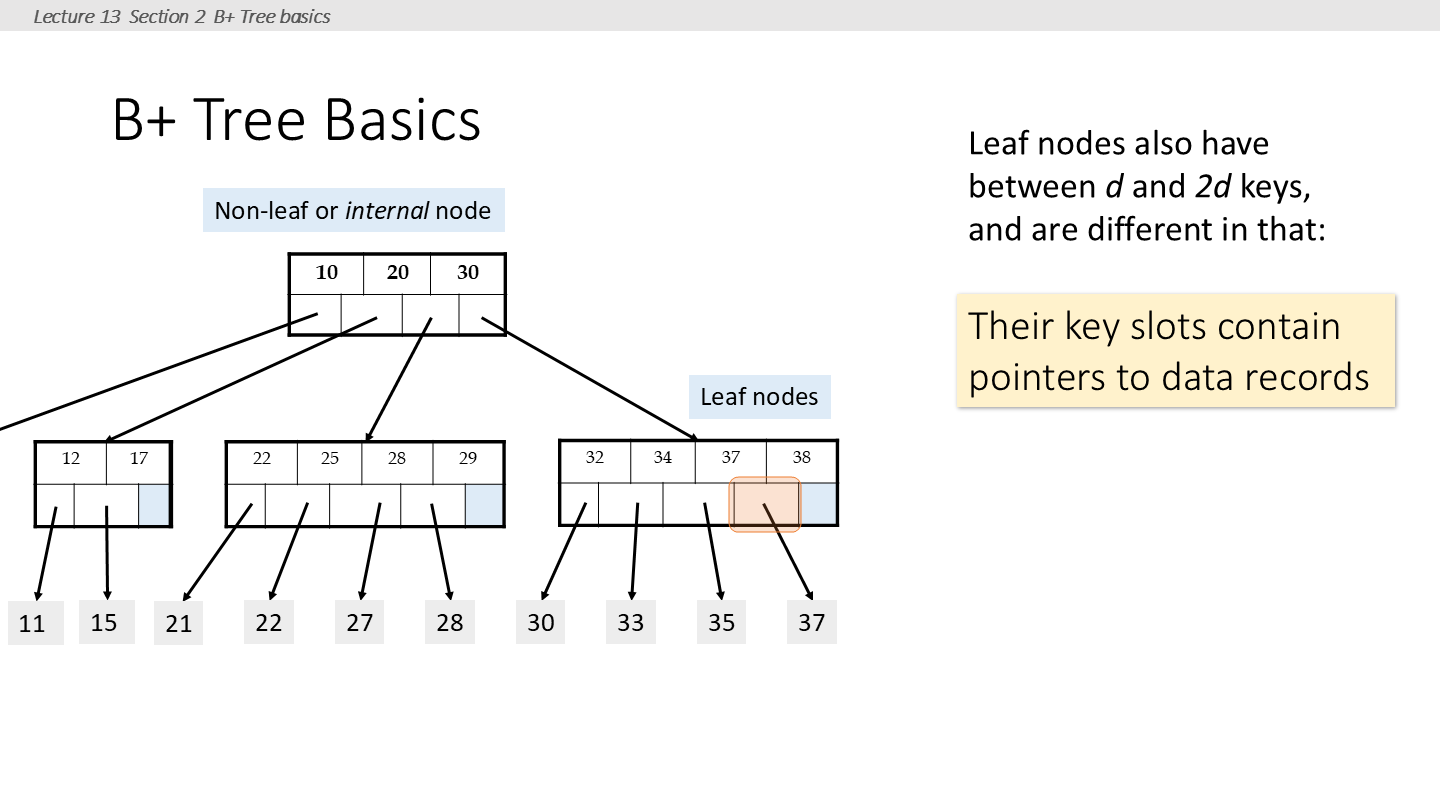 Lecture 13 Section 2 B+ Tree basics
B+ Tree Basics
Leaf nodes also have
between d and 2d keys,
and are different in that:
Non-leaf or internal node
10 20 30
Their key slots contain
pointers to data records
Leaf nodes
12 17 22 25 28 29 32 34 37 38
11 15 21 22 27 28 30 33 35 37